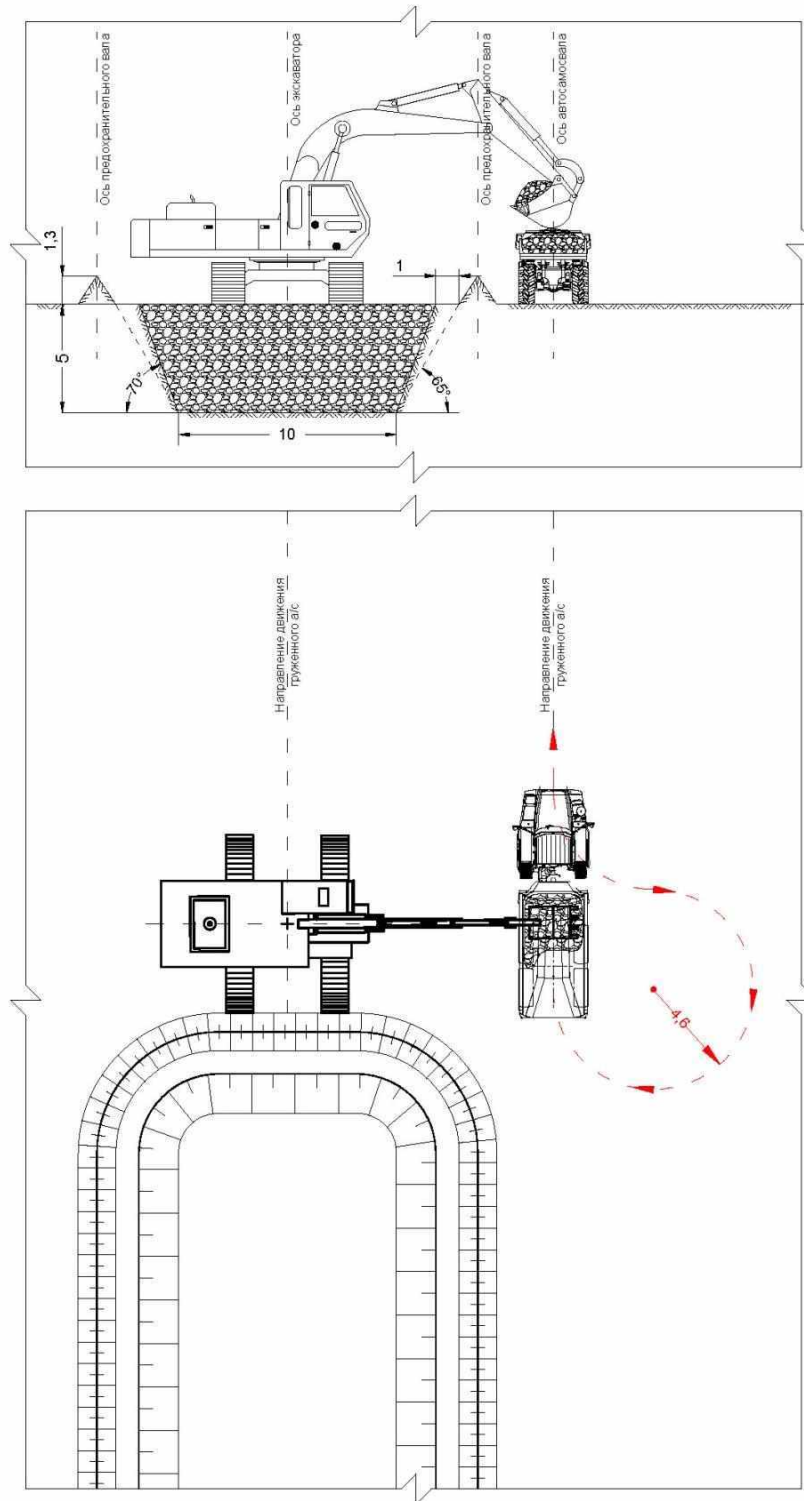 Ось предохранительного вала
Ось экскаватора
Ось предохранительного вала
Ось автосамосвала
1,3
1
5
70°
65°
10
Направление движения
груженного а/с
Направление движения
груженного а/с
4,6